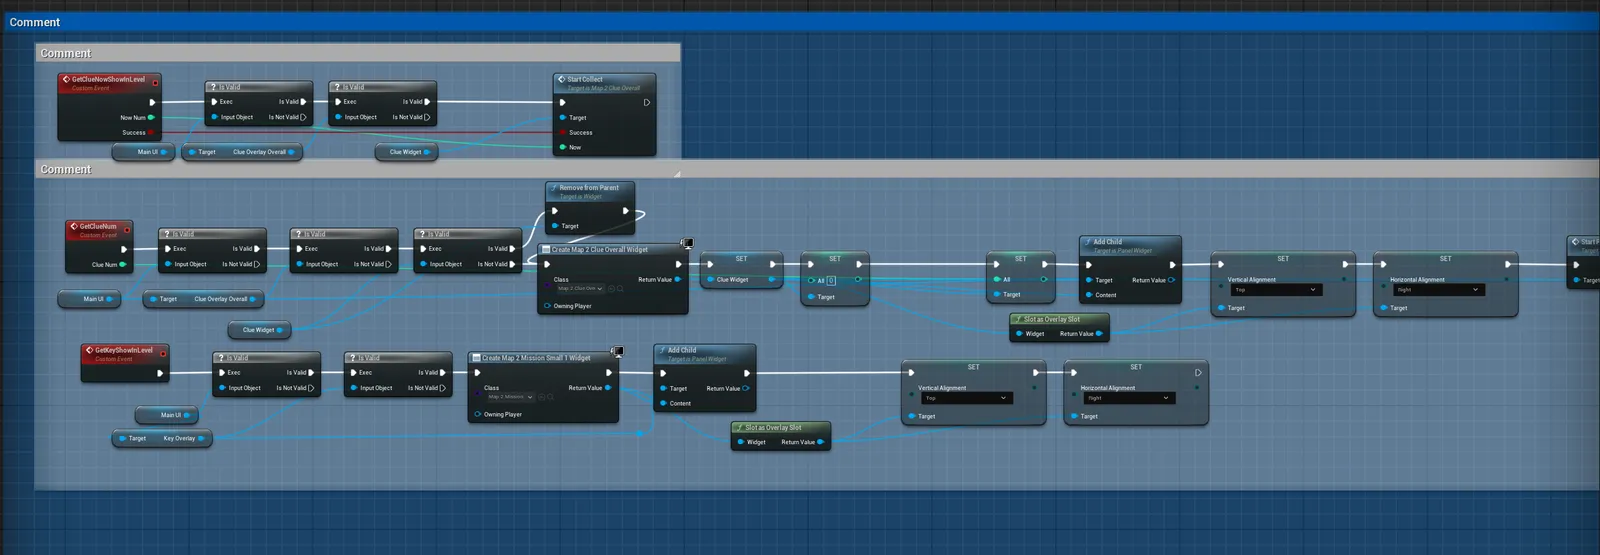 Comment
Comment
GetClueNowShowInLevel
Custom Event
Now Num
Success
Is Valid
Exec
Is Valid
Input Object
Is Not Valid
Is Valid
Exec
Is Valid
Input Object
Is Not Valid
Start Collect
Target is Map 2 Clue Overall
Target
Success
Now
Main UI
Target
Clue Overlay Overall
Clue Widget
Comment
Remove from Parent
Target is Widget
Target
GetClueNum
Custom Event
Clue Num
Is Valid
Exec
Is Valid
Input Object
Is Not Valid
Is Valid
Exec
Is Valid
Input Object
Is Not Valid
Is Valid
Exec
Is Valid
Input Object
Is Not Valid
Create Map 2 Clue Overall Widget
Class
Return Value
Map 2 Clue Ove
Owning Player
SET
Clue Widget
SET
All 0
Target
SET
All
Target
Add Child
Target is Panel Widget
Target
Return Value
Content
SET
Vertical Alignment
Top
Target
SET
Horizontal Alignment
Right
Target
Main UI
Target
Clue Overlay Overall
Clue Widget
Slot as Overlay Slot
Widget
Return Value
GetKeyShowInLevel
Custom Event
Is Valid
Exec
Is Valid
Input Object
Is Not Valid
Is Valid
Exec
Is Valid
Input Object
Is Not Valid
Create Map 2 Mission Small 1 Widget
Class
Return Value
Map 2 Mission
Owning Player
Add Child
Target is Panel Widget
Target
Return Value
Content
SET
Vertical Alignment
Top
Target
SET
Horizontal Alignment
Right
Target
Main UI
Target
Key Overlay
Slot as Overlay Slot
Widget
Return Value